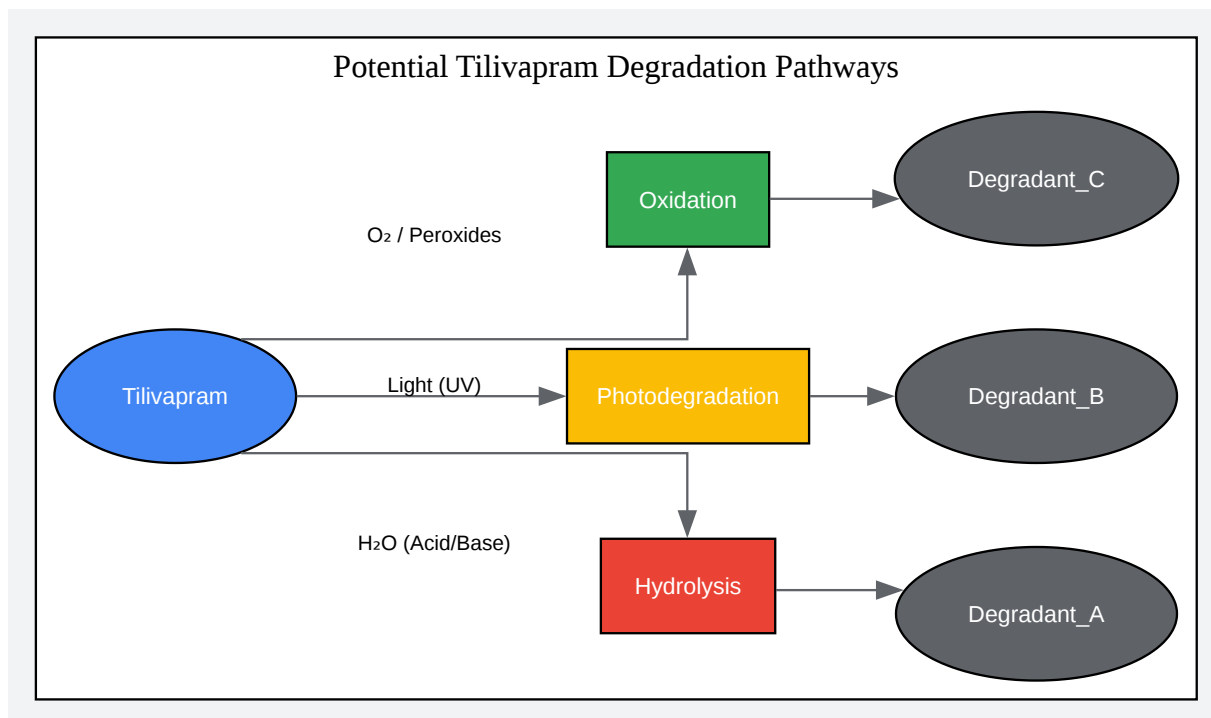 Potential Tilivapram Degradation Pathways
Degradant_C
Oxidation
O₂ / Peroxides
Tilivapram
Light (UV)
Photodegradation
Degradant_B
H₂O (Acid/Base)
Hydrolysis
Degradant_A